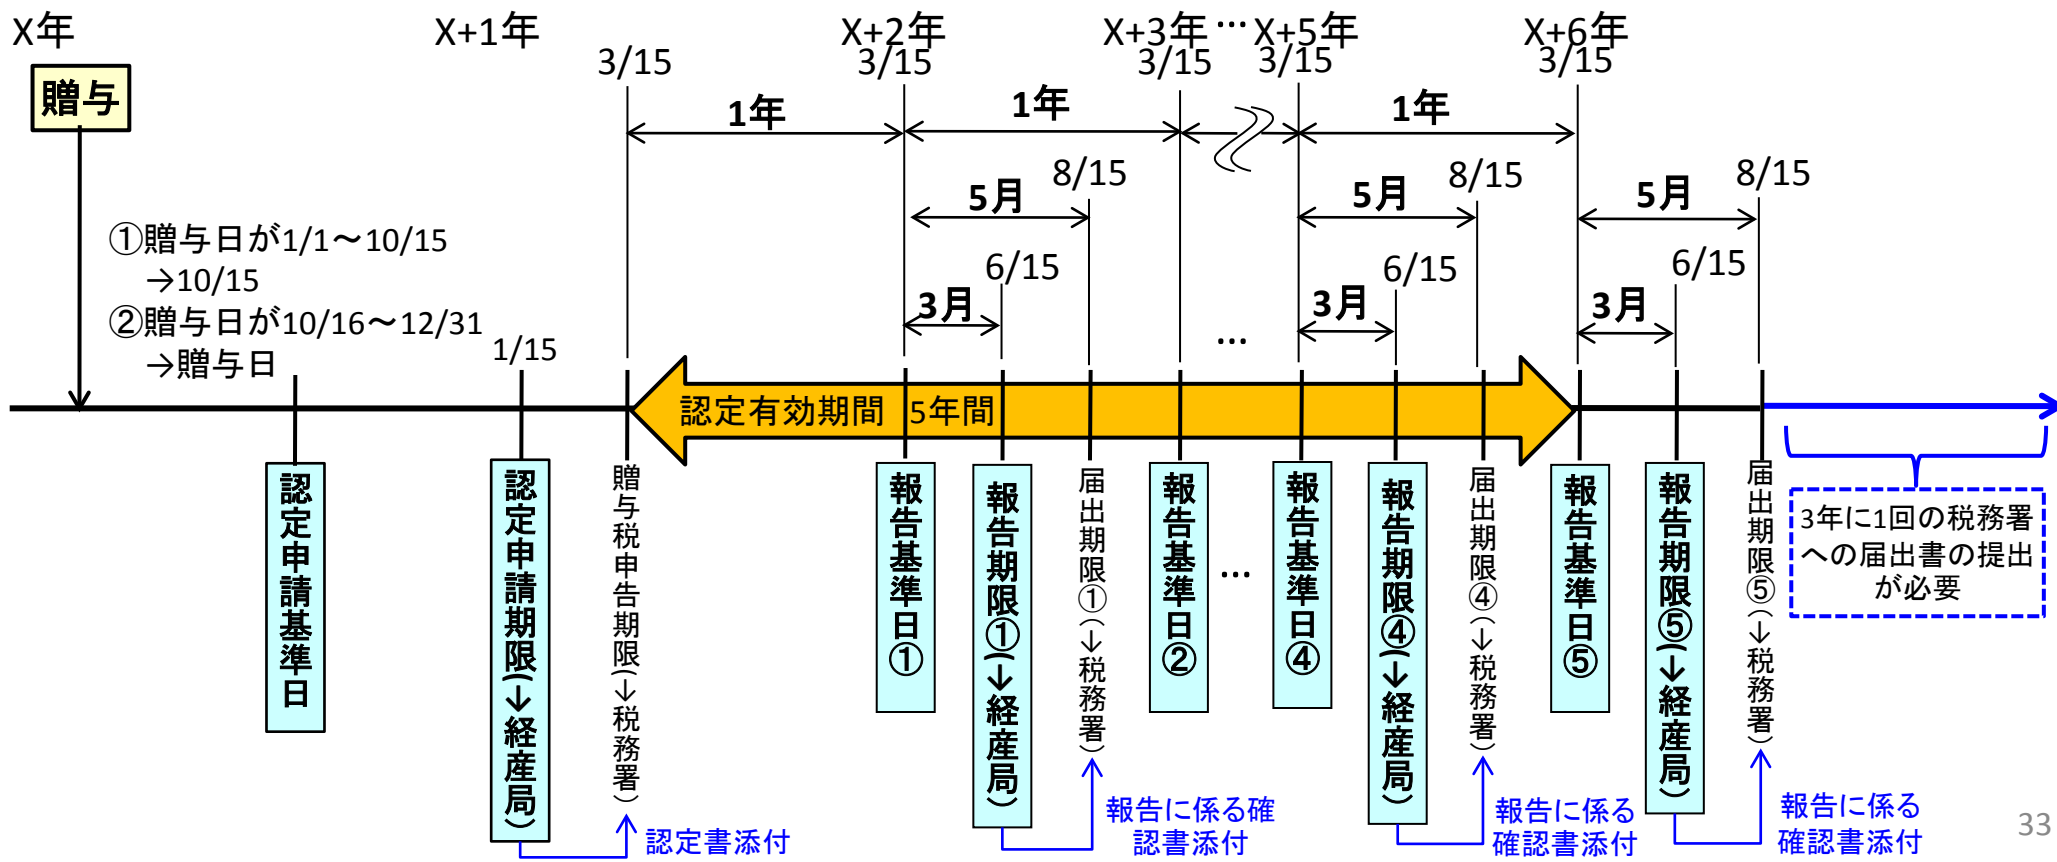 X年
X+1年
X+2年
X+3年
…
X+5年
X+6年
3/15
3/15
3/15
3/15
3/15
贈与
1年
1年
1年
8/15
8/15
8/15
5月
5月
5月
①贈与日が1/1～10/15
→10/15
②贈与日が10/16～12/31
→贈与日
6/15
6/15
6/15
3月
3月
3月
1/15
…
認定有効期間 5年間
認定申請基準日
認定申請期限(→経産局)
贈与税申告期限(→税務署)
報告基準日①
報告期限①(→経産局)
届出期限①(→税務署)
報告基準日②
…
報告基準日④
報告期限④(→経産局)
届出期限④(→税務署)
報告基準日⑤
報告期限⑤(→経産局)
届出期限⑤(→税務署)
3年に1回の税務署
への届出書の提出
が必要
認定書添付
報告に係る確
認書添付
報告に係る
確認書添付
報告に係る
確認書添付
33